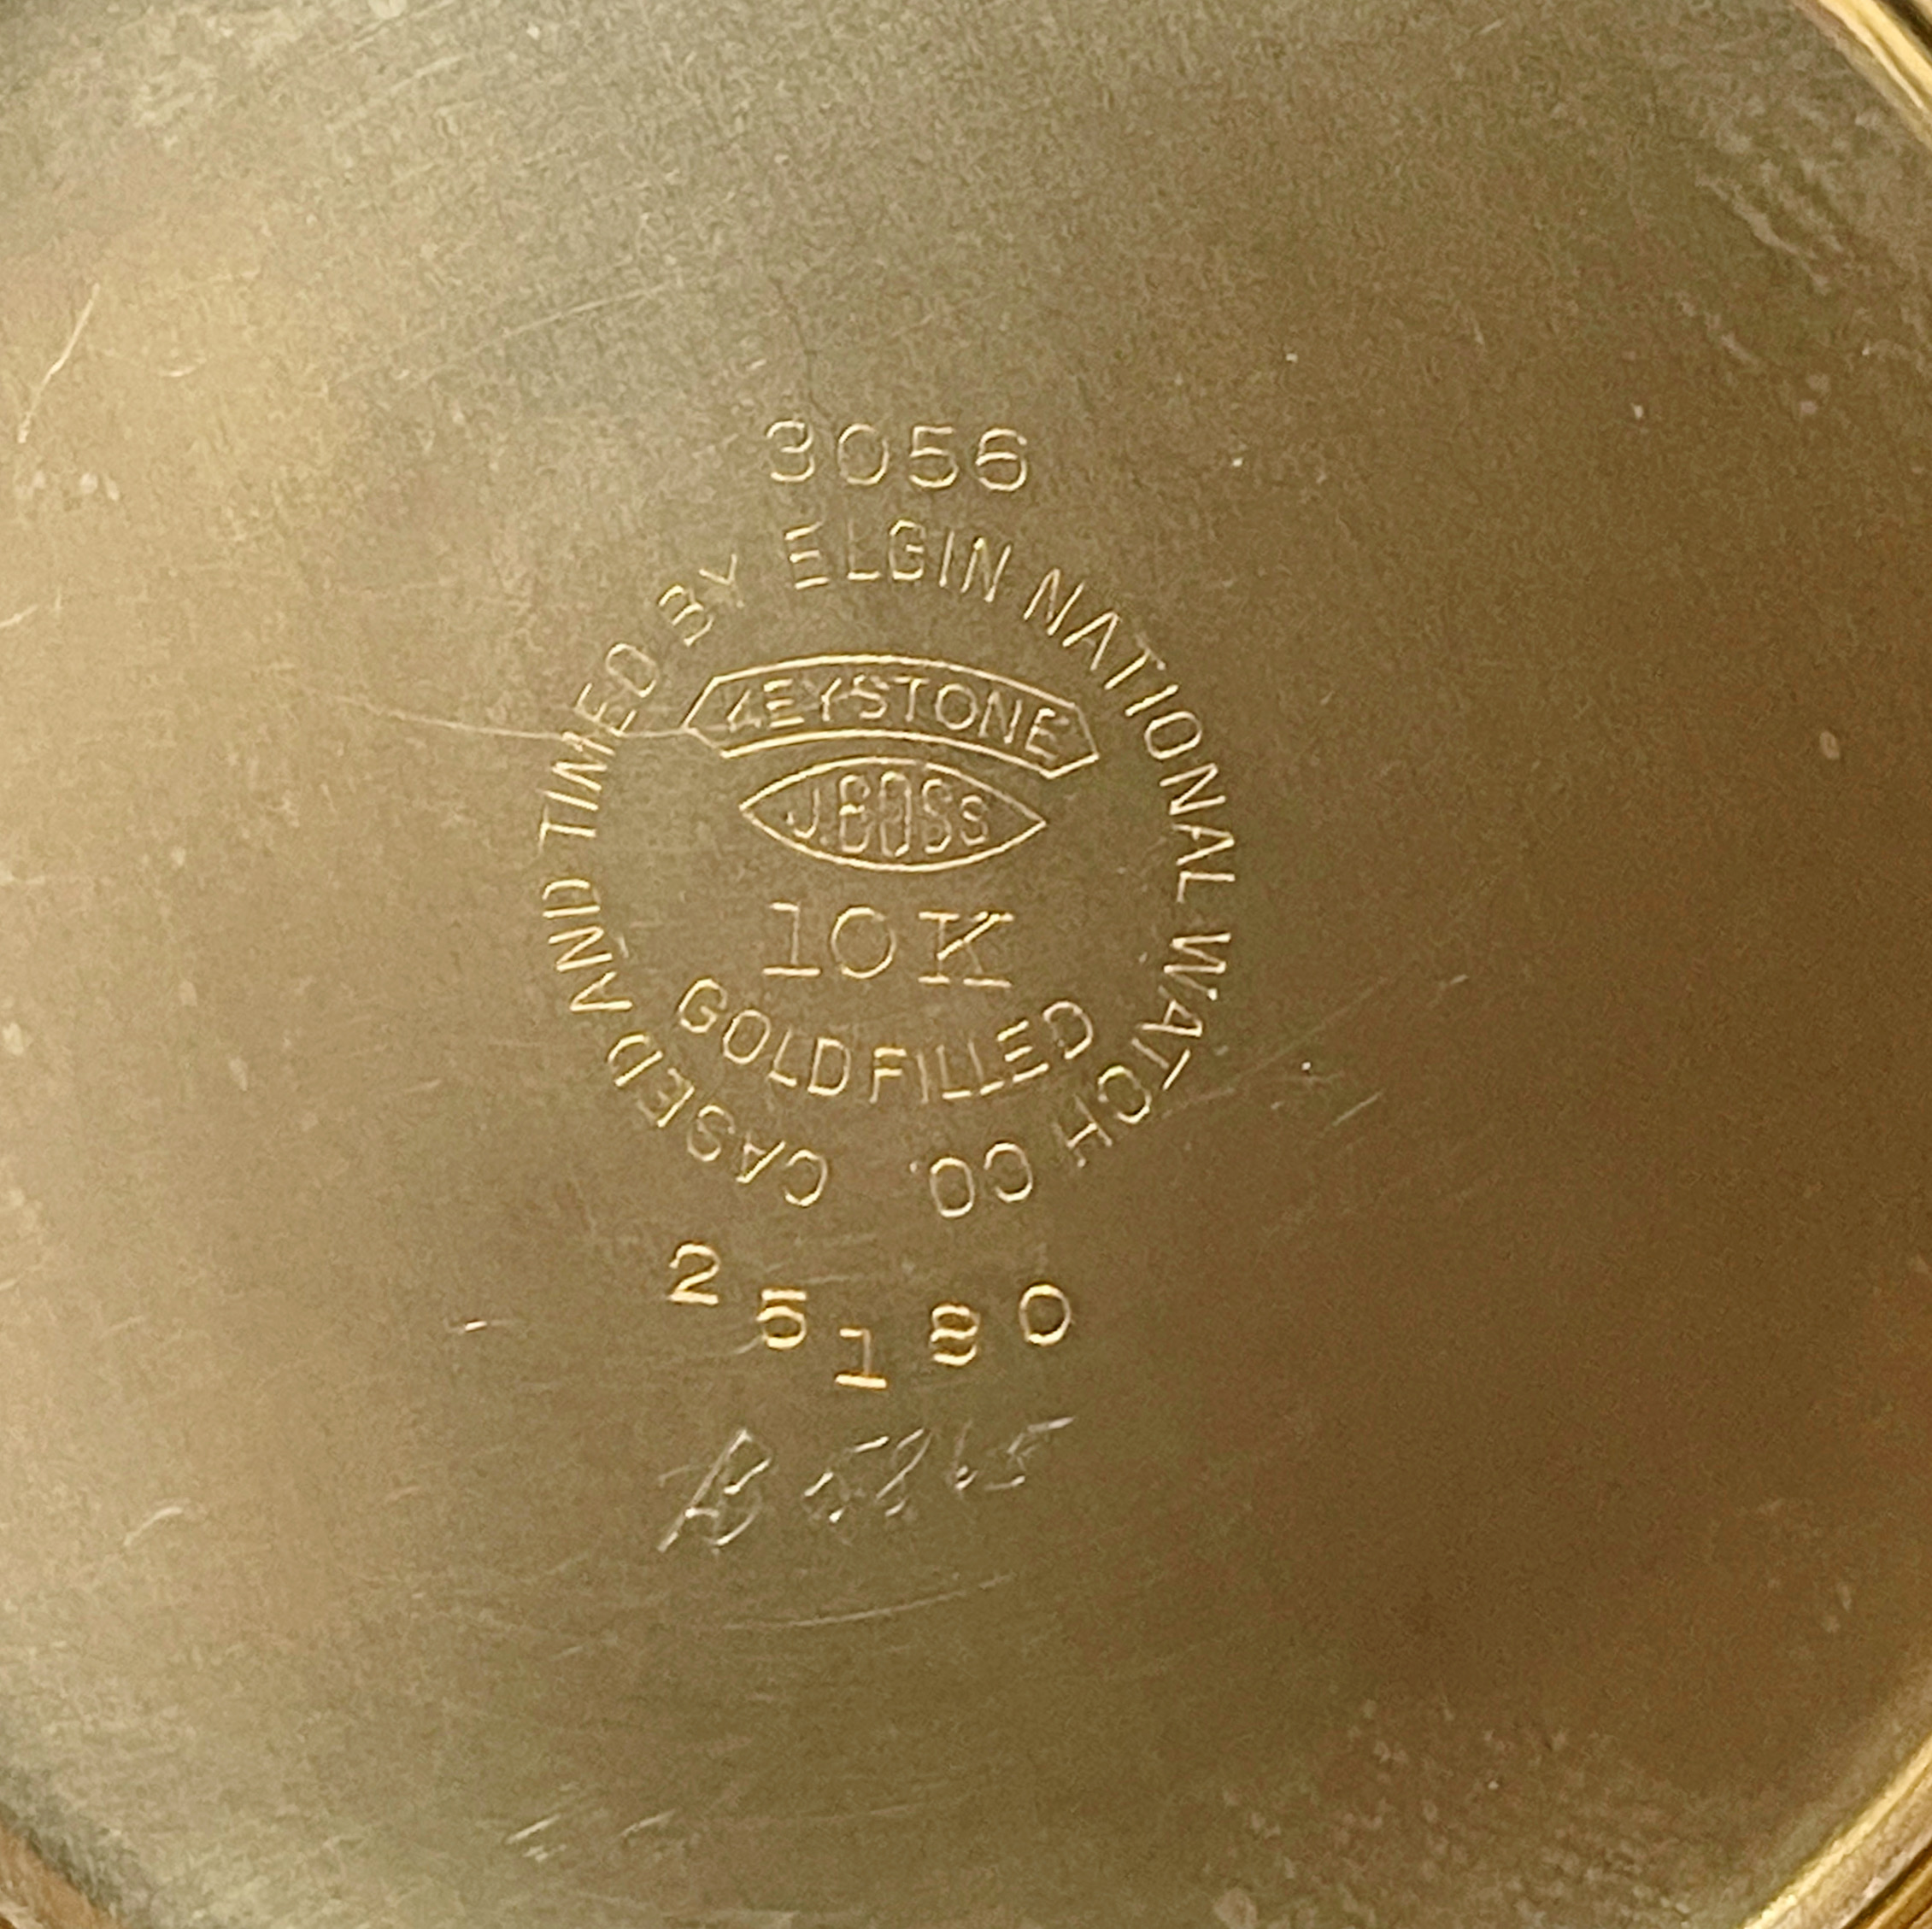 3056
CASED AND TIMED BY ELGIN NATIONAL WATCH CO.
KEYSTONE
J.BOSS
10K
GOLD FILLED
25180